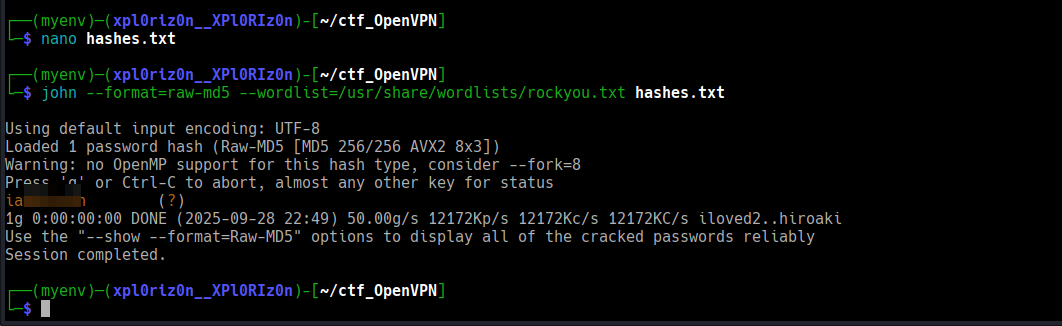 ┌──(myenv)─(xpl0riz0n__XPl0RIz0n)-[~/ctf_OpenVPN]
└─$ nano hashes.txt
┌──(myenv)─(xpl0riz0n__XPl0RIz0n)-[~/ctf_OpenVPN]
└─$ john --format=raw-md5 --wordlist=/usr/share/wordlists/rockyou.txt hashes.txt
Using default input encoding: UTF-8
Loaded 1 password hash (Raw-MD5 [MD5 256/256 AVX2 8x3])
Warning: no OpenMP support for this hash type, consider --fork=8
Press 'q' or Ctrl-C to abort, almost any other key for status
(?)
1g 0:00:00:00 DONE (2025-09-28 22:49) 50.00g/s 12172Kp/s 12172Kc/s 12172KC/s iloved2..hiroaki
Use the "--show --format=Raw-MD5" options to display all of the cracked passwords reliably
Session completed.
┌──(myenv)─(xpl0riz0n__XPl0RIz0n)-[~/ctf_OpenVPN]
└─$